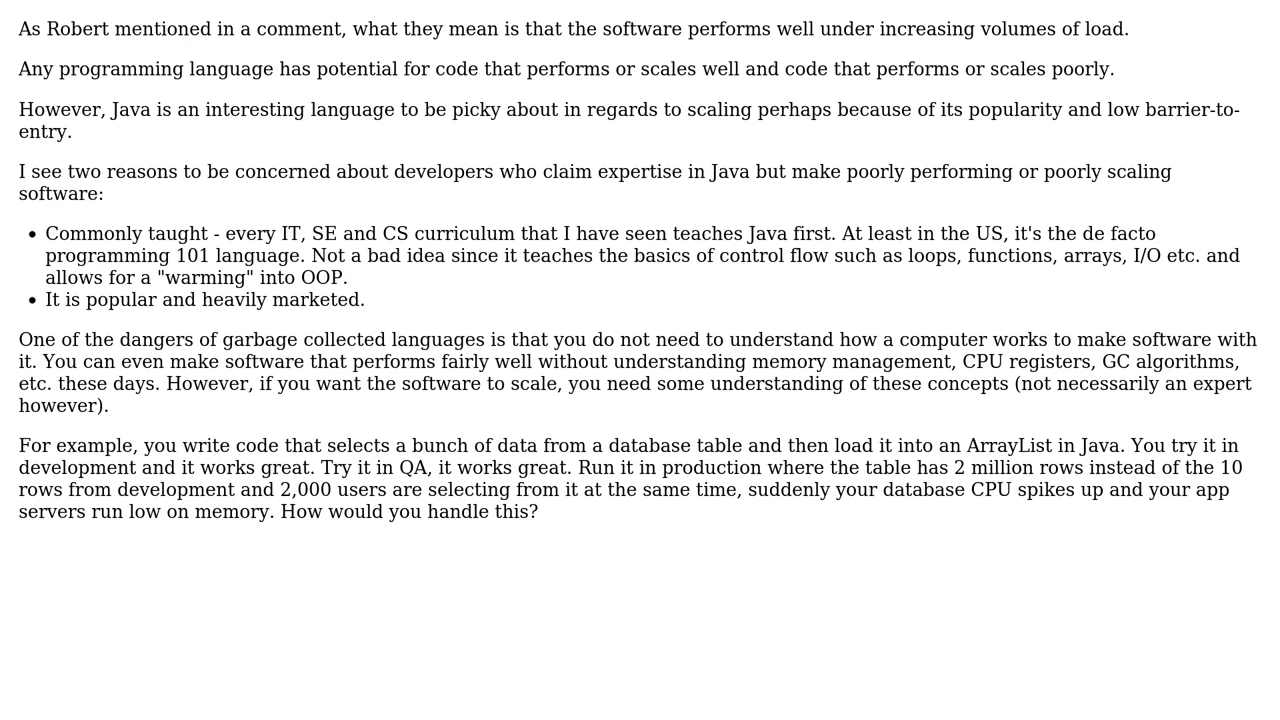 As Robert mentioned in a comment, what they mean is that the software performs well under increasing volumes of load.
Any programming language has potential for code that performs or scales well and code that performs or scales poorly.
However, Java is an interesting language to be picky about in regards to scaling perhaps because of its popularity and low barrier-to-
entry.
I see two reasons to be concerned about developers who claim expertise in Java but make poorly performing or poorly scaling
software:
• Commonly taught - every IT, SE and CS curriculum that I have seen teaches Java first. At least in the US, it's the de facto
programming 101 language. Not a bad idea since it teaches the basics of control flow such as loops, functions, arrays, I/O etc. and
allows for a "warming" into OOP.
• It is popular and heavily marketed.
One of the dangers of garbage collected languages is that you do not need to understand how a computer works to make software with
it. You can even make software that performs fairly well without understanding memory management, CPU registers, GC algorithms,
etc. these days. However, if you want the software to scale, you need some understanding of these concepts (not necessarily an expert
however).
For example, you write code that selects a bunch of data from a database table and then load it into an ArrayList in Java. You try it in
development and it works great. Try it in QA, it works great. Run it in production where the table has 2 million rows instead of the 10
rows from development and 2,000 users are selecting from it at the same time, suddenly your database CPU spikes up and your app
servers run low on memory. How would you handle this?